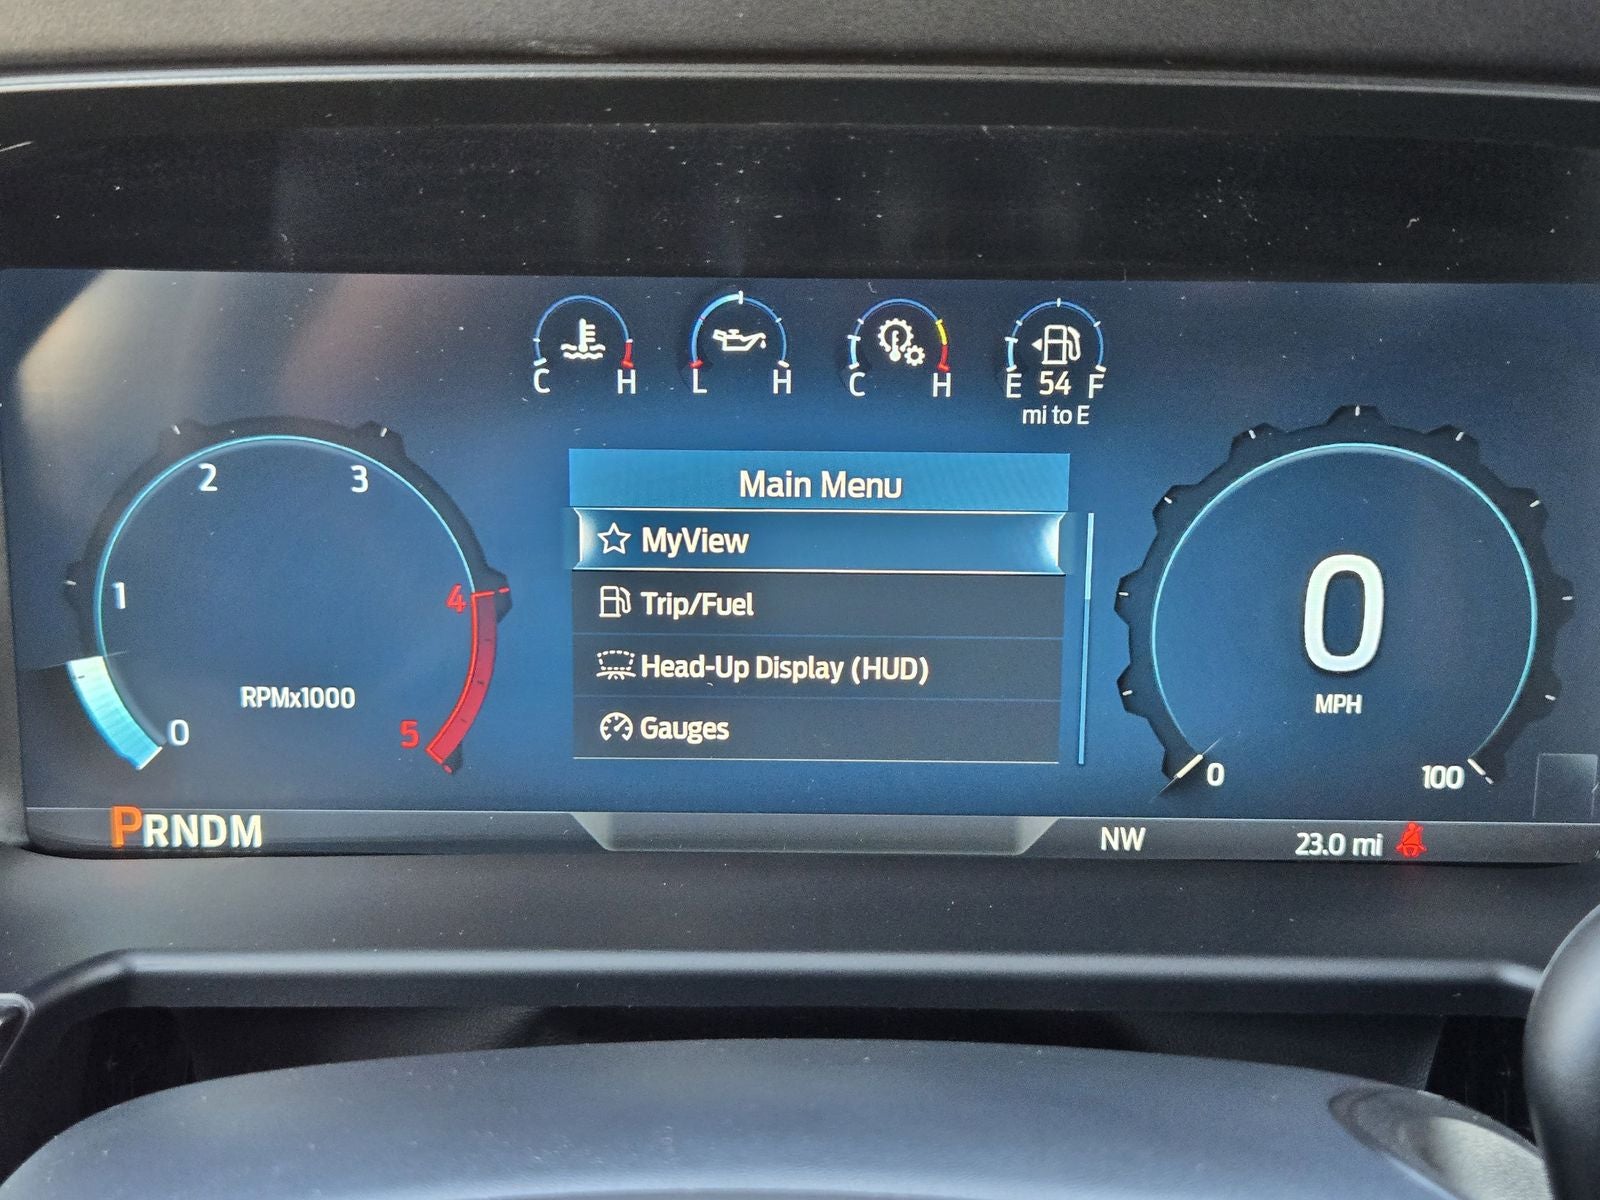 C H
L H
C H
E 54 F
mi to E
Main Menu
MyView
Trip/Fuel
Head-Up Display (HUD)
Gauges
0
1
2
3
4
5
RPMx1000
0
MPH
0
100
PRNDM
NW
23.0 mi